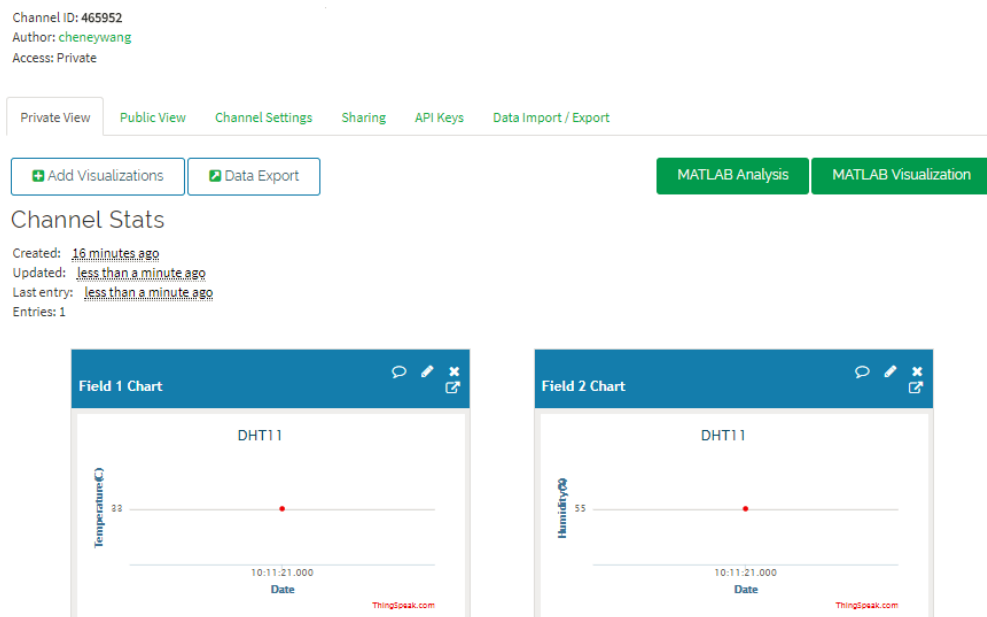 Channel ID: 465952
Author: cheneywang
Access: Private
Private View Public View Channel Settings Sharing API Keys Data Import / Export
Add Visualizations Data Export MATLAB Analysis MATLAB Visualization
Channel Stats
Created: 16 minutes ago
Updated: less than a minute ago
Last entry: less than a minute ago
Entries: 1
Field 1 Chart
DHT11
Temperature(C)
33
10:11:21.000
Date
ThingSpeak.com
Field 2 Chart
DHT11
Humidity(%)
55
10:11:21.000
Date
ThingSpeak.com